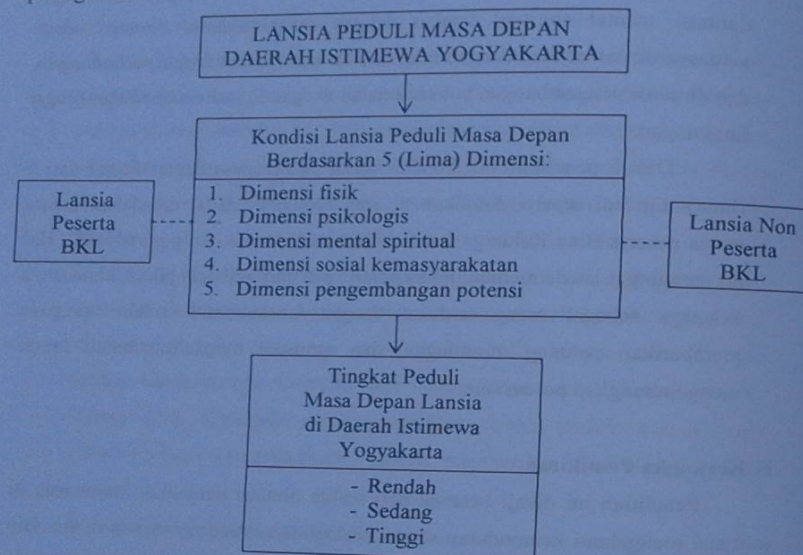 LANSIA PEDULI MASA DEPAN
DAERAH ISTIMEWA YOGYAKARTA
Kondisi Lansia Peduli Masa Depan
Berdasarkan 5 (Lima) Dimensi:
1. Dimensi fisik
2. Dimensi psikologis
3. Dimensi mental spiritual
4. Dimensi sosial kemasyarakatan
5. Dimensi pengembangan potensi
Lansia
Peserta
BKL
Lansia Non
Peserta
BKL
Tingkat Peduli
Masa Depan Lansia
di Daerah Istimewa
Yogyakarta
- Rendah
- Sedang
- Tinggi